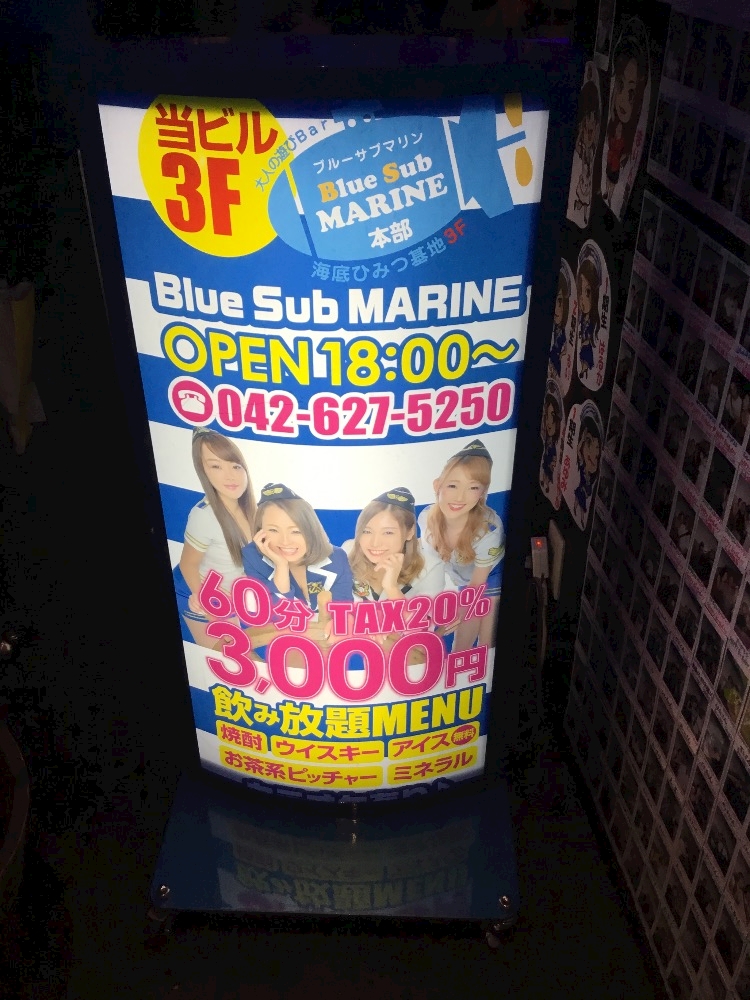 当ビル
3F
大人の遊びBar
ブルーサブマリン
Blue Sub
MARINE
本部
海底ひみつ基地3F
Blue Sub MARINE
OPEN18:00〜
042-627-5250
60分 TAX20%
3,000円
飲み放題MENU
焼酎 ウイスキー アイス無料
お茶系ピッチャー ミネラル